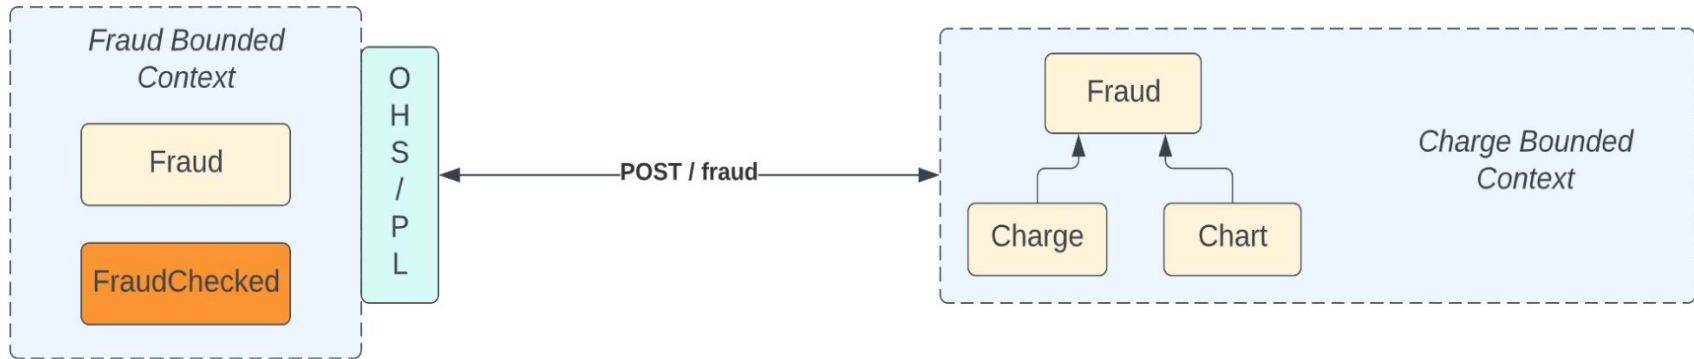 Fraud Bounded
Context
Fraud
FraudChecked
O
H
S
/
P
L
POST / fraud
Fraud
Charge
Chart
Charge Bounded
Context